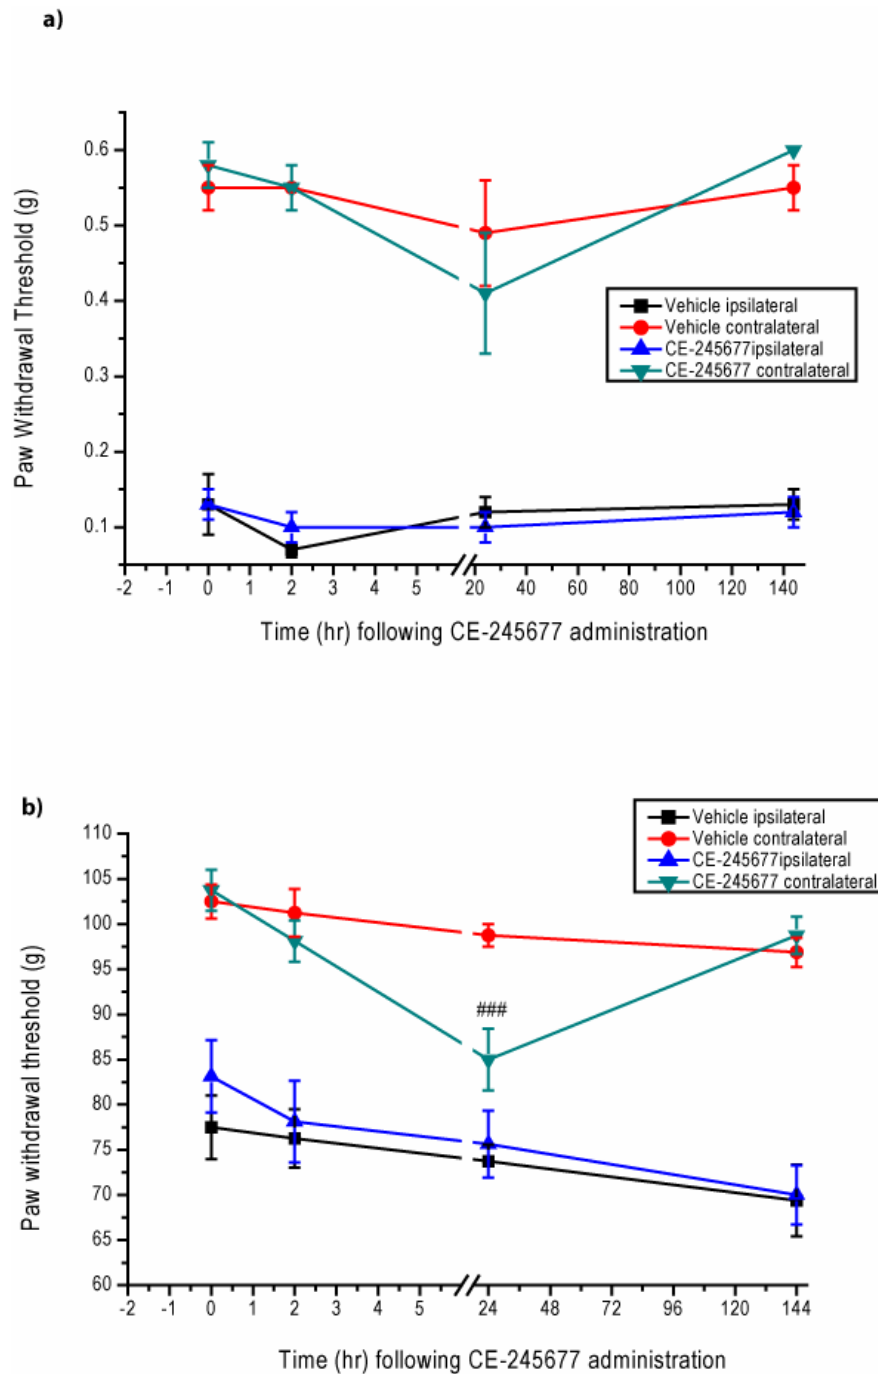 a)
Paw Withdrawal Threshold (g)
0.6
0.5
0.4
0.3
0.2
0.1
Vehicle ipsilateral
Vehicle contralateral
CE-245677ipsilateral
CE-245677 contralateral
-2 -1 0 1 2 3 4 5 20 40 60 80 100 120 140
Time (hr) following CE-245677 administration
b)
Vehicle ipsilateral
Vehicle contralateral
CE-245677ipsilateral
CE-245677 contralateral
Paw withdrawal threshold (g)
110
105
100
95
90
85
80
75
70
65
60
###
-2 -1 0 1 2 3 4 5 24 48 72 96 120 144
Time (hr) following CE-245677 administration